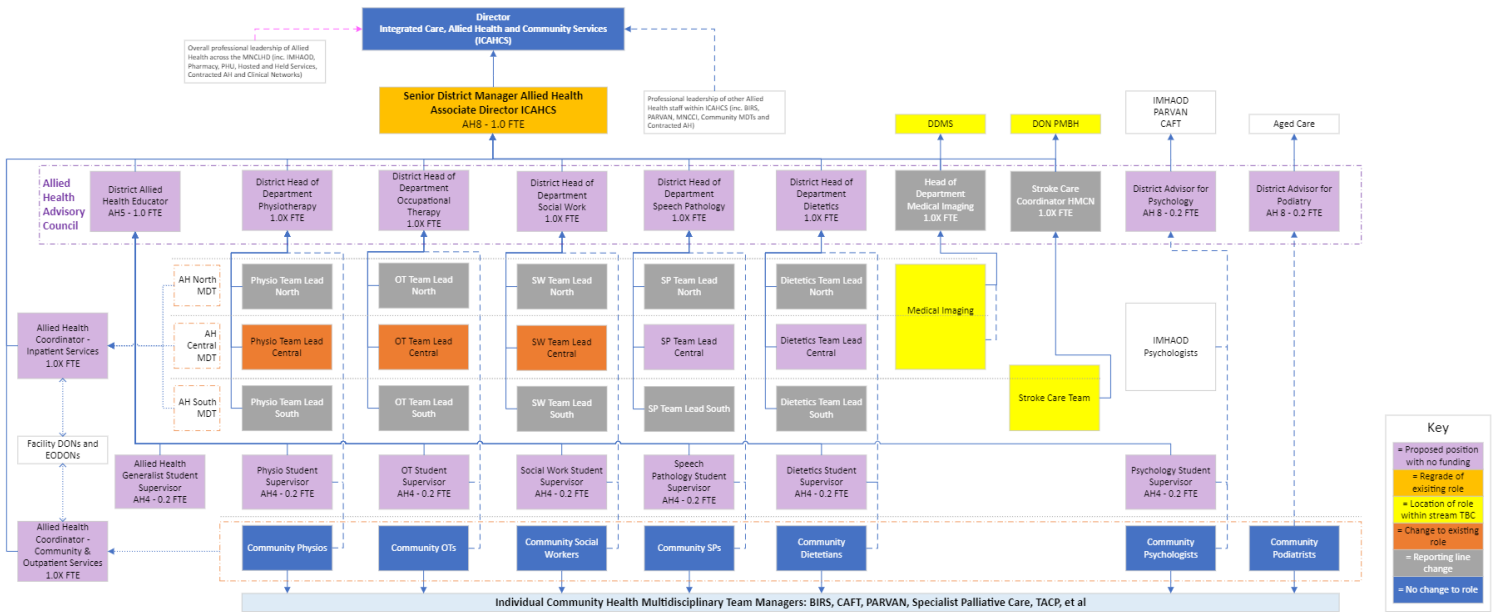 Director
Integrated Care, Allied Health and Community Services
(ICAHCS)
Overall professional leadership of Allied
Health across the MNCLHD (inc. IMHAOD,
Pharmacy, PHU, Hosted and Held Services,
Contracted AH and Clinical Networks)
Senior District Manager Allied Health
Associate Director ICAHCS
AH8 - 1.0 FTE
Professional leadership of other Allied
Health staff within ICAHCS (inc. BIRS,
PARVAN, MNCCI, Community MDTs and
Contracted AH)
DDMS
DON PMBH
IMHAOD
PARVAN
CAFT
Aged Care
Allied
Health
Advisory
Council
District Allied
Health Educator
AH5 - 1.0 FTE
District Head of
Department
Physiotherapy
1.0X FTE
District Head of
Department
Occupational
Therapy
1.0X FTE
District Head of
Department
Social Work
1.0X FTE
District Head of
Department
Speech Pathology
1.0X FTE
District Head of
Department
Dietetics
1.0X FTE
Head of
Department
Medical Imaging
1.0X FTE
Stroke Care
Coordinator HMCN
1.0X FTE
District Advisor for
Psychology
AH 8 - 0.2 FTE
District Advisor for
Podiatry
AH 8 - 0.2 FTE
AH North
MDT
Physio Team Lead
North
OT Team Lead
North
SW Team Lead
North
SP Team Lead
North
Dietetics Team Lead
North
Medical Imaging
Allied Health
Coordinator -
Inpatient Services
1.0X FTE
AH
Central
MDT
Physio Team Lead
Central
OT Team Lead
Central
SW Team Lead
Central
SP Team Lead
Central
Dietetics Team Lead
Central
IMHAOD
Psychologists
AH South
MDT
Physio Team Lead
South
OT Team Lead
South
SW Team Lead
South
SP Team Lead South
Dietetics Team Lead
South
Stroke Care Team
Facility DONs and
EODONs
Allied Health
Generalist Student
Supervisor
AH4 - 0.2 FTE
Physio Student
Supervisor
AH4 - 0.2 FTE
OT Student
Supervisor
AH4 - 0.2 FTE
Social Work Student
Supervisor
AH4 - 0.2 FTE
Speech
Pathology Student
Supervisor
AH4 - 0.2 FTE
Dietetics Student
Supervisor
AH4 - 0.2 FTE
Psychology Student
Supervisor
AH4 - 0.2 FTE
Allied Health
Coordinator -
Community &
Outpatient Services
1.0X FTE
Community Physios
Community OTs
Community Social
Workers
Community SPs
Community
Dietetians
Community
Psychologists
Community
Podiatrists
Individual Community Health Multidisciplinary Team Managers: BIRS, CAFT, PARVAN, Specialist Palliative Care, TACP, et al
Key
= Proposed position
with no funding
= Regrade of
exisiting role
= Location of role
within stream TBC
= Change to existing
role
= Reporting line
change
= No change to role